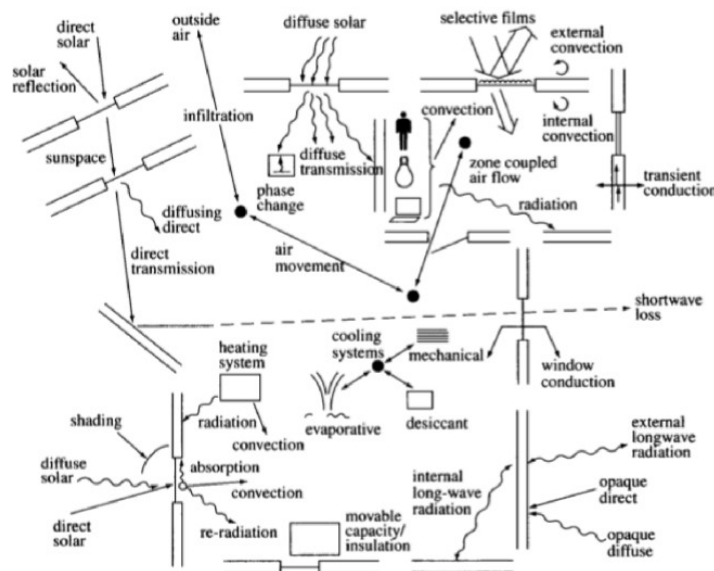 direct
solar
solar
reflection
sunspace
diffusing
direct
direct
transmission
outside
air
infiltration
diffuse solar
diffuse
transmission
phase
change
air
movement
selective films
external
convection
internal
convection
convection
zone coupled
air flow
radiation
transient
conduction
shortwave
loss
window
conduction
cooling
systems
mechanical
evaporative
desiccant
heating
system
radiation
convection
shading
diffuse
solar
direct
solar
absorption
convection
re-radiation
movable
capacity/
insulation
internal
long-wave
radiation
external
longwave
radiation
opaque
direct
opaque
diffuse